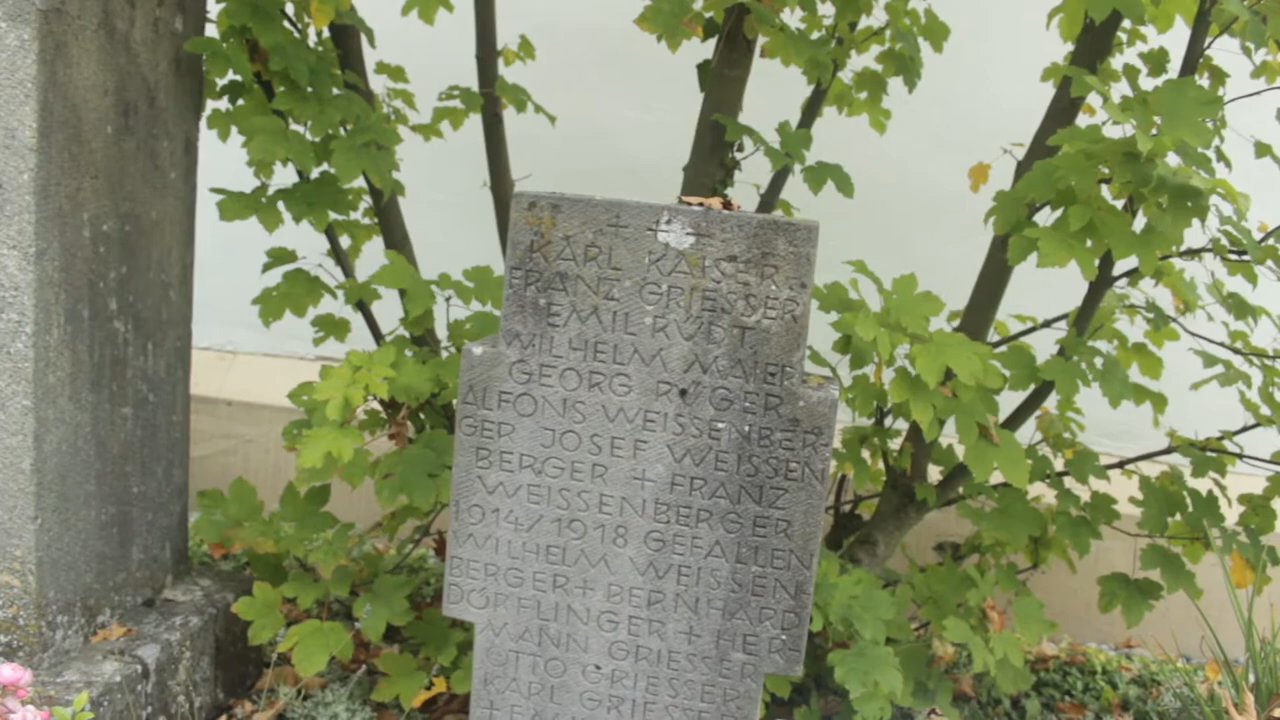 + + +
KARL KAISER
FRANZ GRIESSER
EMIL RVDT
WILHELM MAIER
GEORG RÜGER
ALFONS WEISSENBER-
GER JOSEF WEISSEN
BERGER + FRANZ
WEISSENBERGER
1914/1918 GEFALLEN
WILHELM WEISSEN
BERGER + BERNHARD
DÖRFLINGER + HER-
MANN GRIESSER
OTTO GRIESSER
KARL GRIESSER